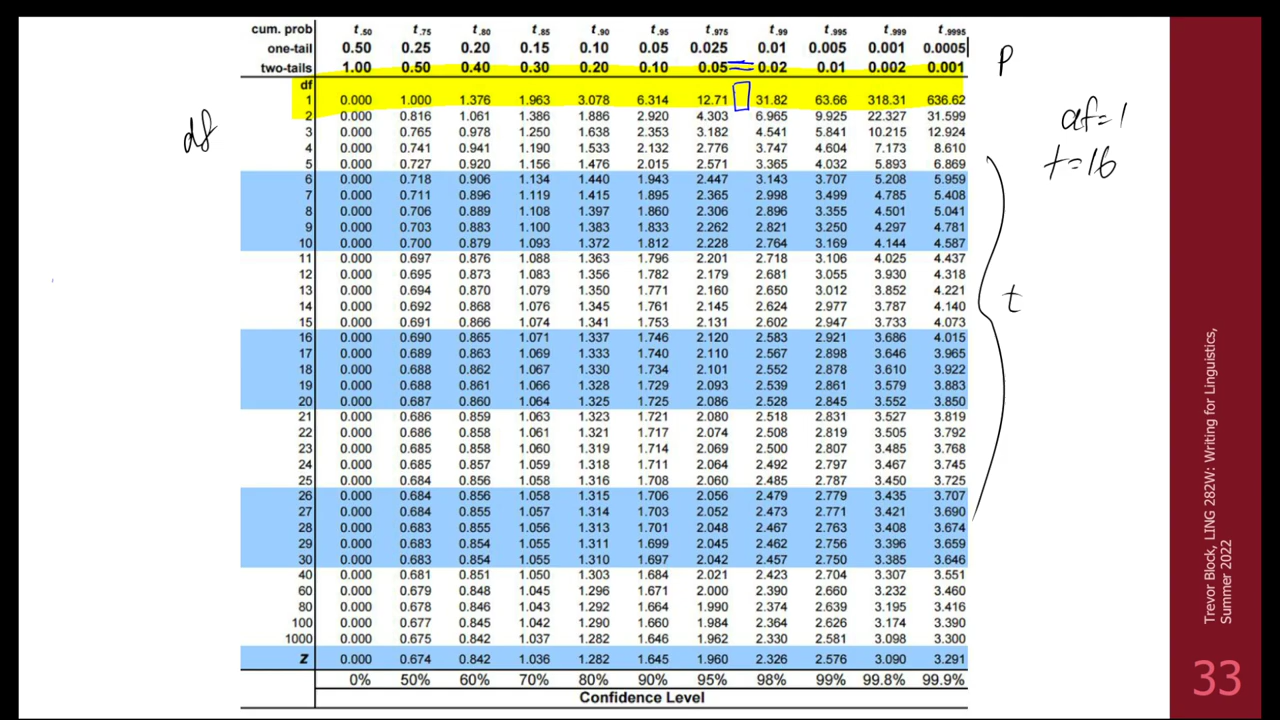 cum. prob t.50 t.75 t.80 t.85 t.90 t.95 t.975 t.99 t.995 t.999 t.9995
one-tail 0.50 0.25 0.20 0.15 0.10 0.05 0.025 0.01 0.005 0.001 0.0005
two-tails 1.00 0.50 0.40 0.30 0.20 0.10 0.05 0.02 0.01 0.002 0.001
P
df
1 0.000 1.000 1.376 1.963 3.078 6.314 12.71 31.82 63.66 318.31 636.62
2 0.000 0.816 1.061 1.386 1.886 2.920 4.303 6.965 9.925 22.327 31.599
3 0.000 0.765 0.978 1.250 1.638 2.353 3.182 4.541 5.841 10.215 12.924
4 0.000 0.741 0.941 1.190 1.533 2.132 2.776 3.747 4.604 7.173 8.610
5 0.000 0.727 0.920 1.156 1.476 2.015 2.571 3.365 4.032 5.893 6.869
6 0.000 0.718 0.906 1.134 1.440 1.943 2.447 3.143 3.707 5.208 5.959
7 0.000 0.711 0.896 1.119 1.415 1.895 2.365 2.998 3.499 4.785 5.408
8 0.000 0.706 0.889 1.108 1.397 1.860 2.306 2.896 3.355 4.501 5.041
9 0.000 0.703 0.883 1.100 1.383 1.833 2.262 2.821 3.250 4.297 4.781
10 0.000 0.700 0.879 1.093 1.372 1.812 2.228 2.764 3.169 4.144 4.587
11 0.000 0.697 0.876 1.088 1.363 1.796 2.201 2.718 3.106 4.025 4.437
12 0.000 0.695 0.873 1.083 1.356 1.782 2.179 2.681 3.055 3.930 4.318
13 0.000 0.694 0.870 1.079 1.350 1.771 2.160 2.650 3.012 3.852 4.221
14 0.000 0.692 0.868 1.076 1.345 1.761 2.145 2.624 2.977 3.787 4.140
15 0.000 0.691 0.866 1.074 1.341 1.753 2.131 2.602 2.947 3.733 4.073
16 0.000 0.690 0.865 1.071 1.337 1.746 2.120 2.583 2.921 3.686 4.015
17 0.000 0.689 0.863 1.069 1.333 1.740 2.110 2.567 2.898 3.646 3.965
18 0.000 0.688 0.862 1.067 1.330 1.734 2.101 2.552 2.878 3.610 3.922
19 0.000 0.688 0.861 1.066 1.328 1.729 2.093 2.539 2.861 3.579 3.883
20 0.000 0.687 0.860 1.064 1.325 1.725 2.086 2.528 2.845 3.552 3.850
21 0.000 0.686 0.859 1.063 1.323 1.721 2.080 2.518 2.831 3.527 3.819
22 0.000 0.686 0.858 1.061 1.321 1.717 2.074 2.508 2.819 3.505 3.792
23 0.000 0.685 0.858 1.060 1.319 1.714 2.069 2.500 2.807 3.485 3.768
24 0.000 0.685 0.857 1.059 1.318 1.711 2.064 2.492 2.797 3.467 3.745
25 0.000 0.684 0.856 1.058 1.316 1.708 2.060 2.485 2.787 3.450 3.725
26 0.000 0.684 0.856 1.058 1.315 1.706 2.056 2.479 2.779 3.435 3.707
27 0.000 0.684 0.855 1.057 1.314 1.703 2.052 2.473 2.771 3.421 3.690
28 0.000 0.683 0.855 1.056 1.313 1.701 2.048 2.467 2.763 3.408 3.674
29 0.000 0.683 0.854 1.055 1.311 1.699 2.045 2.462 2.756 3.396 3.659
30 0.000 0.683 0.854 1.055 1.310 1.697 2.042 2.457 2.750 3.385 3.646
40 0.000 0.681 0.851 1.050 1.303 1.684 2.021 2.423 2.704 3.307 3.551
60 0.000 0.679 0.848 1.045 1.296 1.671 2.000 2.390 2.660 3.232 3.460
80 0.000 0.678 0.846 1.043 1.292 1.664 1.990 2.374 2.639 3.195 3.416
100 0.000 0.677 0.845 1.042 1.290 1.660 1.984 2.364 2.626 3.174 3.390
1000 0.000 0.675 0.842 1.037 1.282 1.646 1.962 2.330 2.581 3.098 3.300
Z 0.000 0.674 0.842 1.036 1.282 1.645 1.960 2.326 2.576 3.090 3.291
0% 50% 60% 70% 80% 90% 95% 98% 99% 99.8% 99.9%
Confidence Level
df
df=1
t=16
t
Trevor Block, LING 282W: Writing for Linguistics,
Summer 2022
33